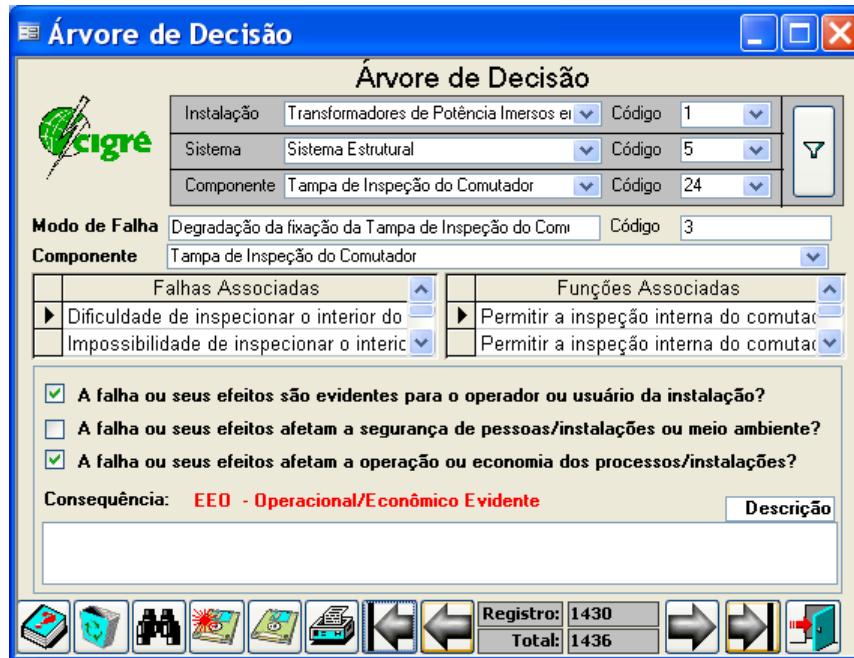 Árvore de Decisão
Árvore de Decisão
cigré
Instalação Transformadores de Potência Imersos e Código 1
Sistema Sistema Estrutural Código 5
Componente Tampa de Inspeção do Comutador Código 24
Modo de Falha Degradação da fixação da Tampa de Inspeção do Com Código 3
Componente Tampa de Inspeção do Comutador
Falhas Associadas Funções Associadas
Dificuldade de inspecionar o interior do Permitir a inspeção interna do comuta
Impossibilidade de inspecionar o interi Permitir a inspeção interna do comuta
A falha ou seus efeitos são evidentes para o operador ou usuário da instalação?
A falha ou seus efeitos afetam a segurança de pessoas/instalações ou meio ambiente?
A falha ou seus efeitos afetam a operação ou economia dos processos/instalações?
Consequência: EEO - Operacional/Econômico Evidente
Descrição
Registro: 1430
Total: 1436